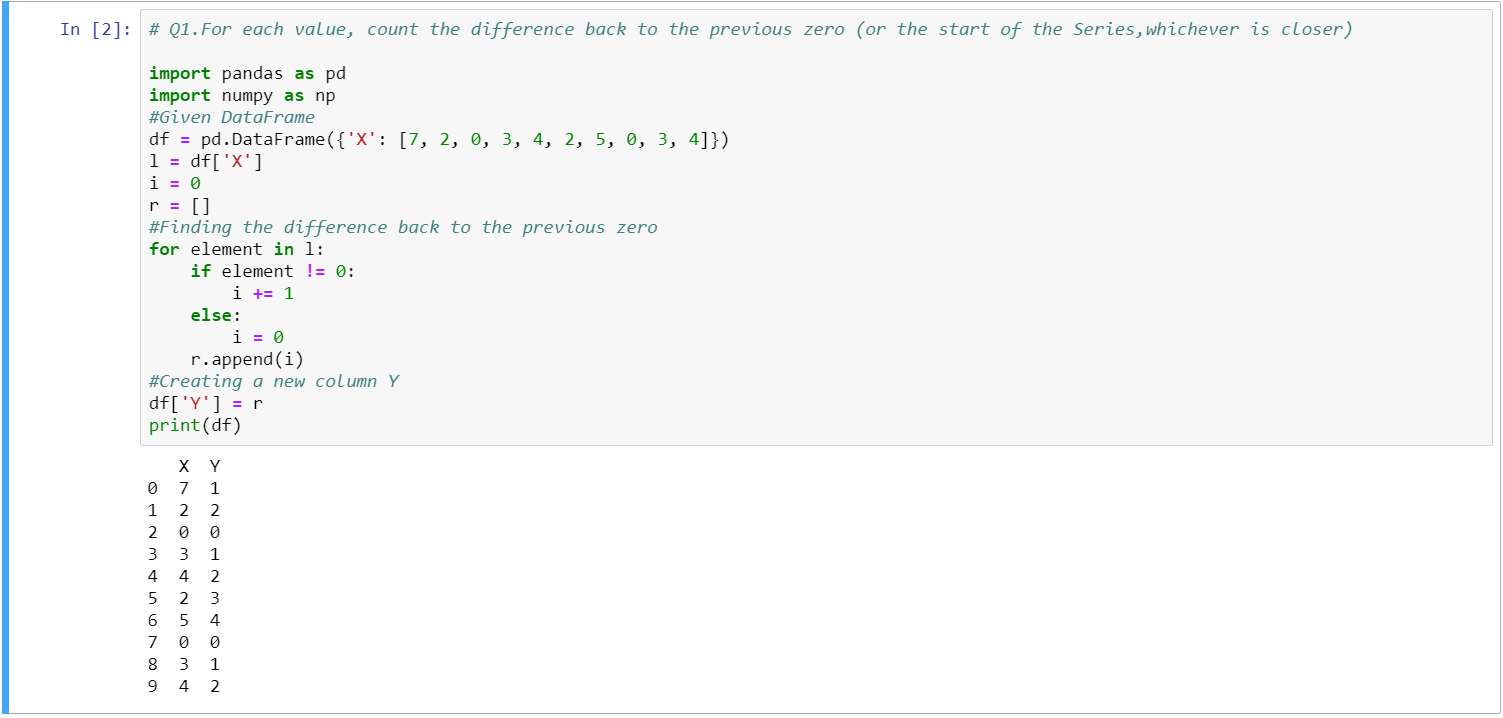 In [2]: # Q1.For each value, count the difference back to the previous zero (or the start of the Series,whichever is closer)
import pandas as pd
import numpy as np
#Given DataFrame
df = pd.DataFrame({'X': [7, 2, 0, 3, 4, 2, 5, 0, 3, 4]})
l = df['X']
i = 0
r = []
#Finding the difference back to the previous zero
for element in l:
    if element != 0:
        i += 1
    else:
        i = 0
    r.append(i)
#Creating a new column Y
df['Y'] = r
print(df)
   X  Y
0  7  1
1  2  2
2  0  0
3  3  1
4  4  2
5  2  3
6  5  4
7  0  0
8  3  1
9  4  2